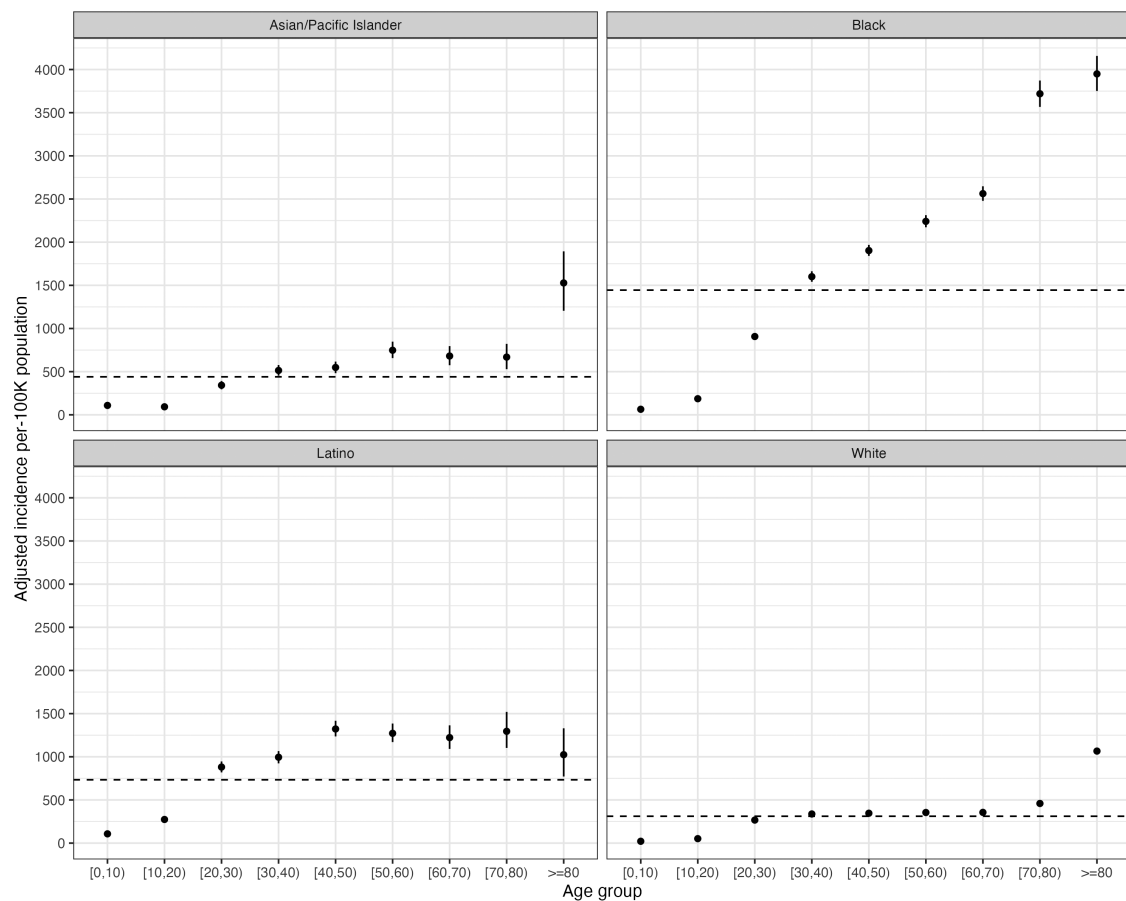 Asian/Pacific Islander
Black
4000
3500
3000
2500
2000
1500
1000
500
0
Latino
White
4000
3500
3000
2500
2000
1500
1000
500
0
Adjusted incidence per-100K population
[0,10) [10,20) [20,30) [30,40) [40,50) [50,60) [60,70) [70,80) >=80
[0,10) [10,20) [20,30) [30,40) [40,50) [50,60) [60,70) [70,80) >=80
Age group